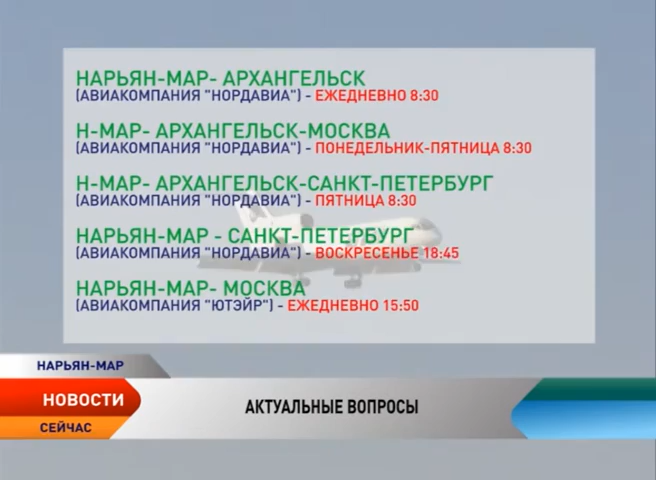 НАРЬЯН-МАР- АРХАНГЕЛЬСК
(АВИАКОМПАНИЯ "НОРДАВИА") - ЕЖЕДНЕВНО 8:30
Н-МАР- АРХАНГЕЛЬСК-МОСКВА
(АВИАКОМПАНИЯ "НОРДАВИА") - ПОНЕДЕЛЬНИК-ПЯТНИЦА 8:30
Н-МАР- АРХАНГЕЛЬСК-САНКТ-ПЕТЕРБУРГ
(АВИАКОМПАНИЯ "НОРДАВИА") - ПЯТНИЦА 8:30
НАРЬЯН-МАР - САНКТ-ПЕТЕРБУРГ
(АВИАКОМПАНИЯ "НОРДАВИА") - ВОСКРЕСЕНЬЕ 18:45
НАРЬЯН-МАР- МОСКВА
(АВИАКОМПАНИЯ "ЮТЭЙР") - ЕЖЕДНЕВНО 15:50
НАРЬЯН-МАР
НОВОСТИ
СЕЙЧАС
АКТУАЛЬНЫЕ ВОПРОСЫ